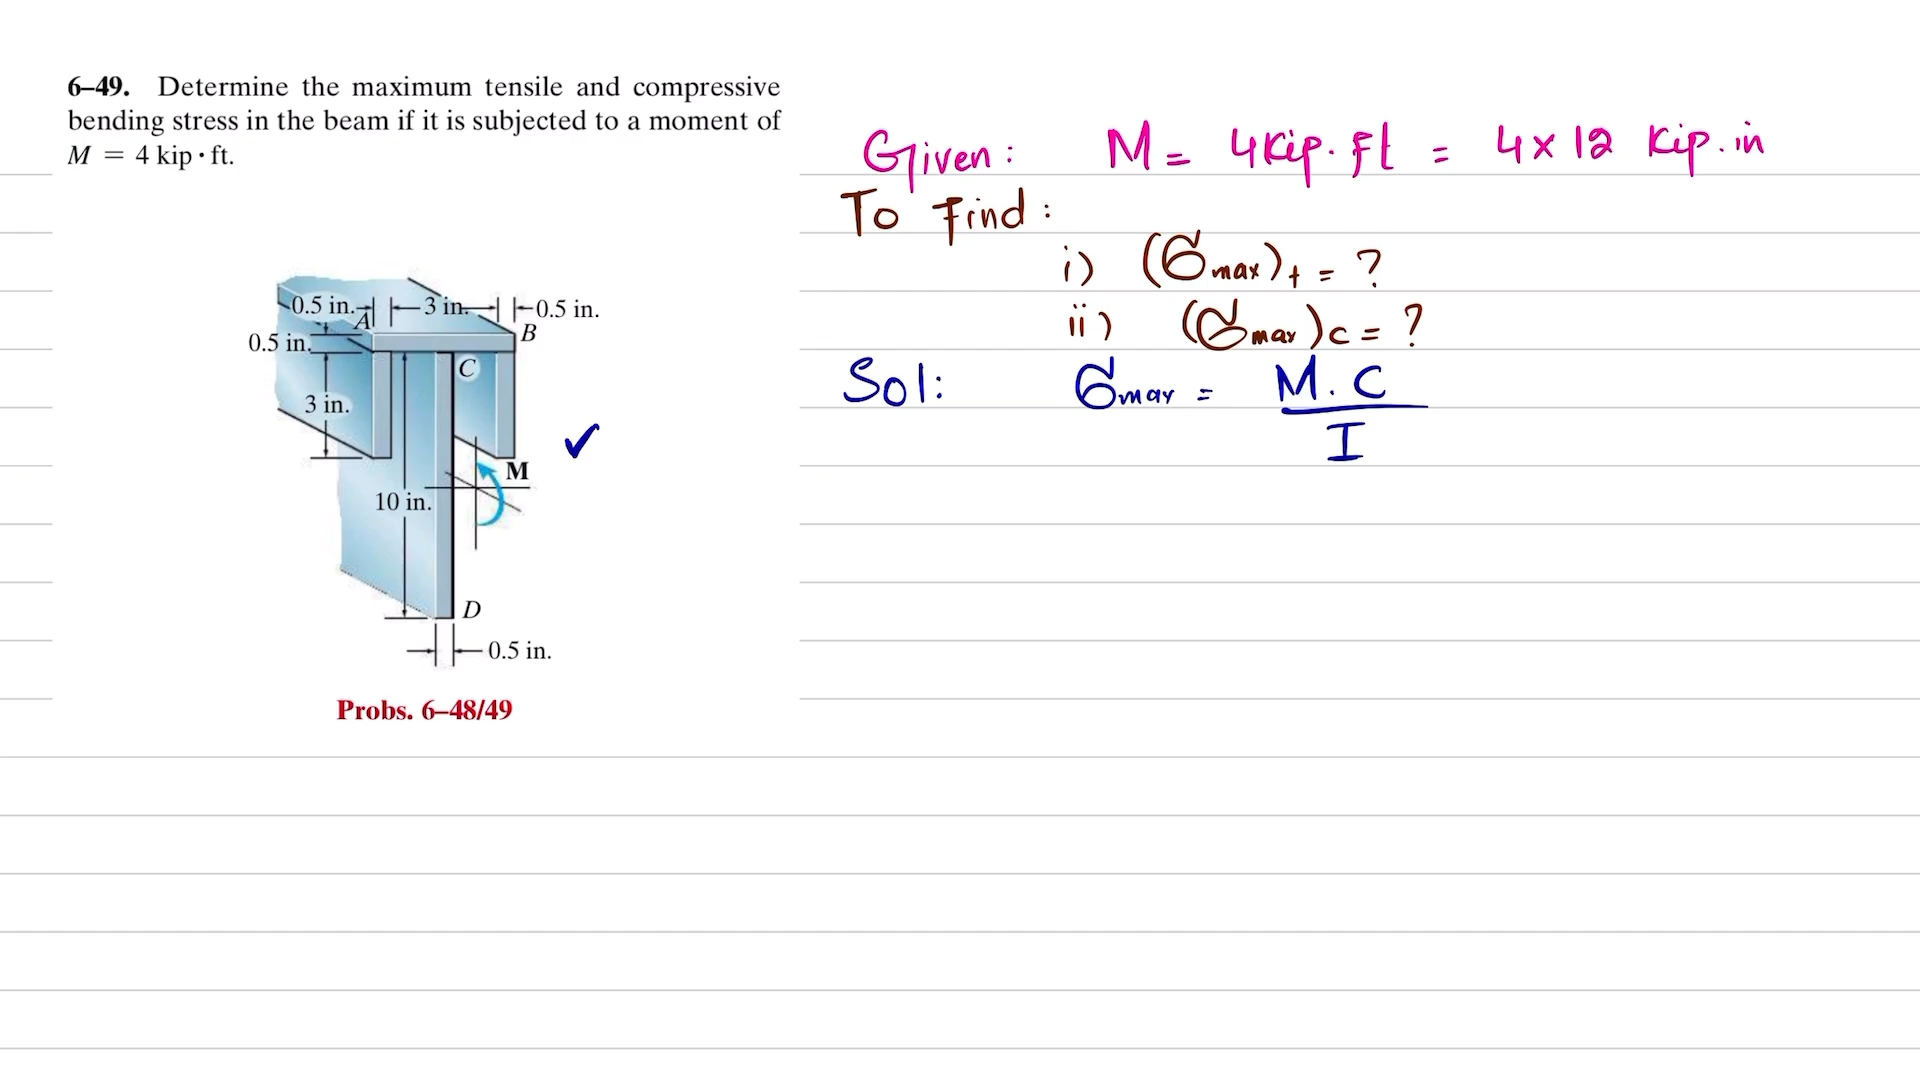 6–49. Determine the maximum tensile and compressive
bending stress in the beam if it is subjected to a moment of
M = 4 kip · ft.
Given: M = 4 Kip. ft = 4 x 12 Kip. in
To Find:
i) (σmax)t = ?
ii) (σmax)c = ?
Sol: σmax = M. C
I
0.5 in.
3 in.
0.5 in.
A
B
0.5 in.
C
3 in.
M
10 in.
D
0.5 in.
Probs. 6–48/49